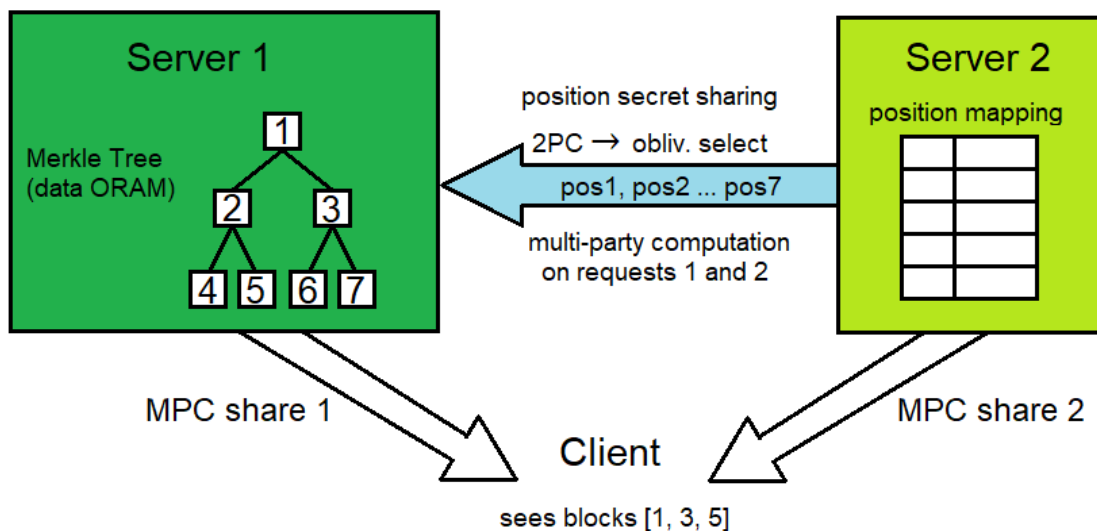 Server 1
Merkle Tree
(data ORAM)
1
2 3
4 5 6 7
position secret sharing
2PC → obliv. select
pos1, pos2 ... pos7
multi-party computation
on requests 1 and 2
Server 2
position mapping
MPC share 1
MPC share 2
Client
sees blocks [1, 3, 5]